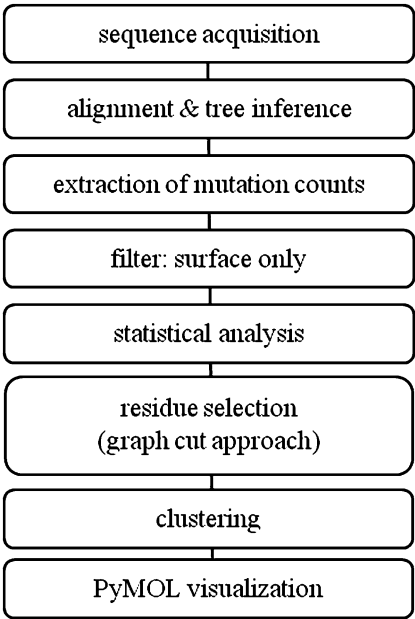 sequence acquisition
alignment & tree inference
extraction of mutation counts
filter: surface only
statistical analysis
residue selection
(graph cut approach)
clustering
PyMOL visualization